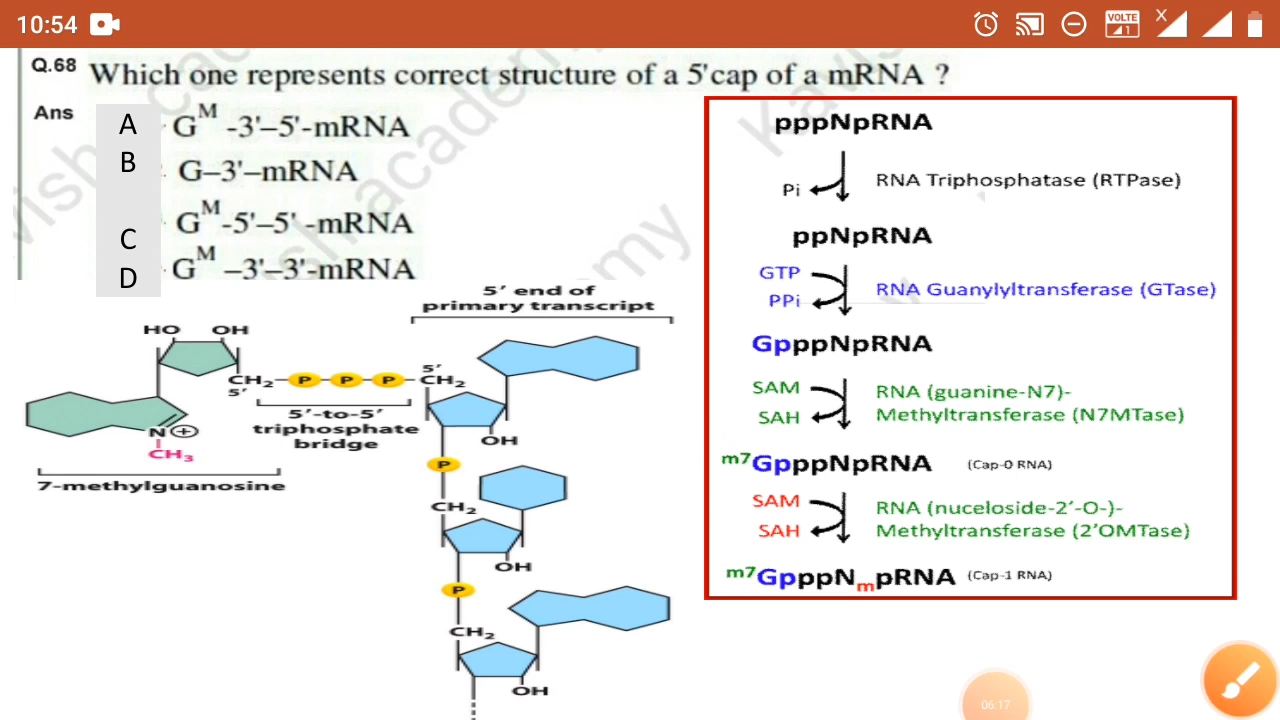 10:54
VOLTE
1
X
Q.68 Which one represents correct structure of a 5'cap of a mRNA ?
Ans
A G^M -3'–5'-mRNA
B G–3'–mRNA
C G^M-5'–5' -mRNA
D G^M –3'–3'-mRNA
5′ end of
primary transcript
HO OH
CH₂ P P P CH₂
5′ 5′
5′-to-5′
triphosphate
bridge
N +
CH₃
7-methylguanosine
OH
P
CH₂
OH
P
CH₂
OH
pppNpRNA
Pi RNA Triphosphatase (RTPase)
ppNpRNA
GTP
PPi
RNA Guanylyltransferase (GTase)
GpppNpRNA
SAM
SAH
RNA (guanine-N7)-
Methyltransferase (N7MTase)
m7GpppNpRNA (Cap-0 RNA)
SAM
SAH
RNA (nuceloside-2′-O-)-
Methyltransferase (2′OMTase)
m7GpppNmpRNA (Cap-1 RNA)
06:17
academy